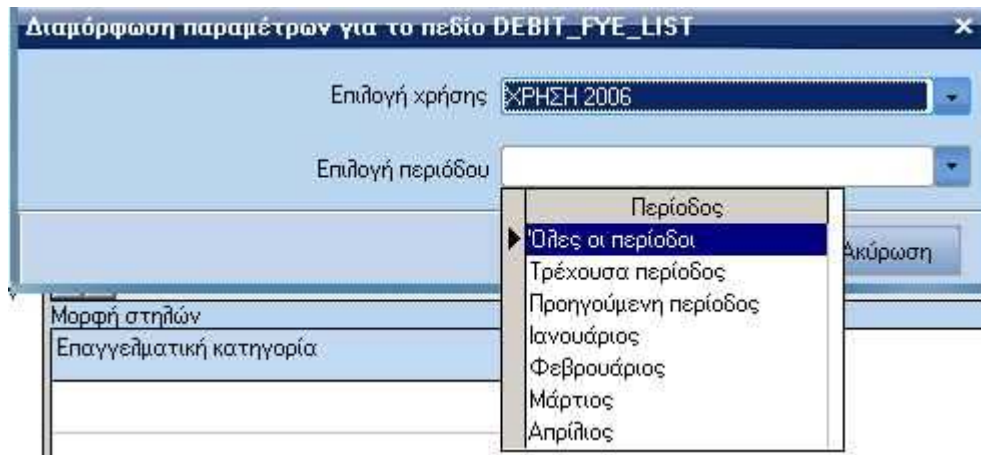 Διαμόρφωση παραμέτρων για το πεδίο DEBIT_FYE_LIST
Επιλογή χρήσης ΧΡΗΣΗ 2006
Επιλογή περιόδου
Περίοδος
Όλες οι περίοδοι
Τρέχουσα περίοδος
Προηγούμενη περίοδος
Ιανουάριος
Φεβρουάριος
Μάρτιος
Απρίλιος
Ακύρωση
Μορφή στηλών
Επαγγελματική κατηγορία